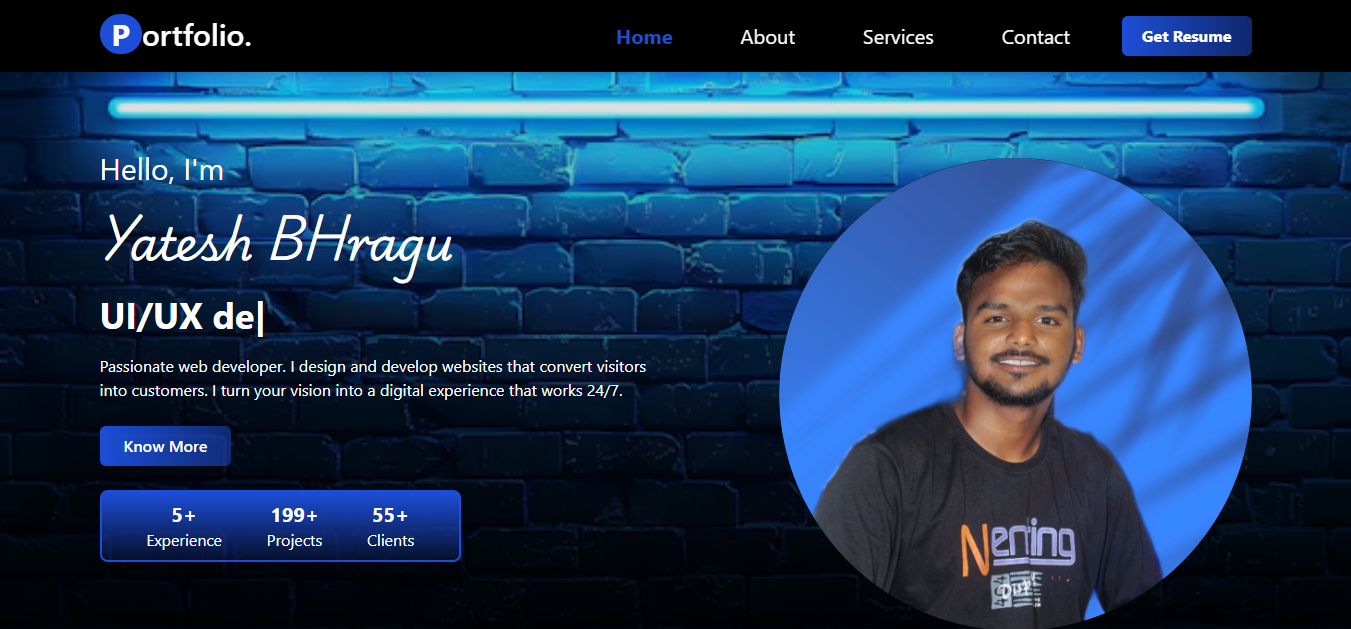 Portfolio.
Home About Services Contact Get Resume
Hello, I'm
Yatesh BHragu
UI/UX de|
Passionate web developer. I design and develop websites that convert visitors
into customers. I turn your vision into a digital experience that works 24/7.
Know More
5+ 199+ 55+
Experience Projects Clients